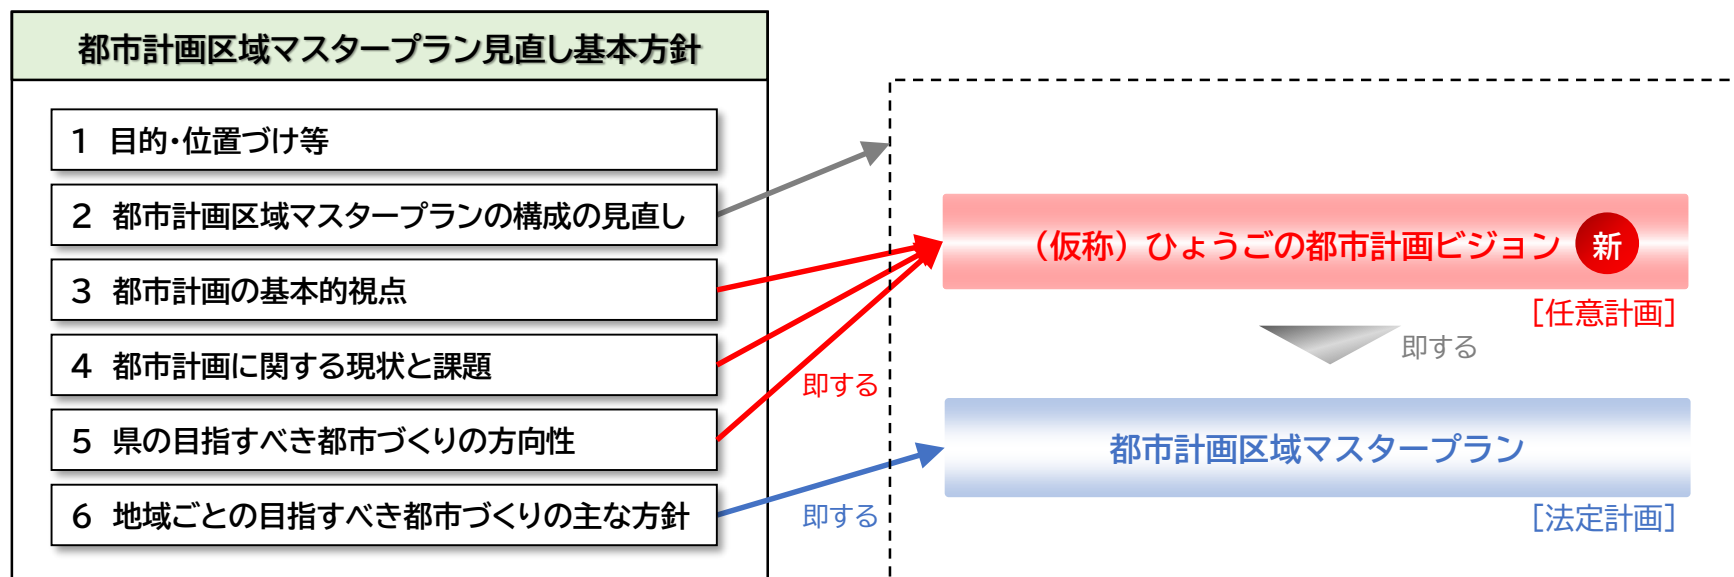 都市計画区域マスタープラン見直し基本方針
1 目的・位置づけ等
2 都市計画区域マスタープランの構成の見直し
3 都市計画の基本的視点
4 都市計画に関する現状と課題
5 県の目指すべき都市づくりの方向性
6 地域ごとの目指すべき都市づくりの主な方針
即する
即する
（仮称）ひょうごの都市計画ビジョン 新
［任意計画］
即する
都市計画区域マスタープラン
［法定計画］